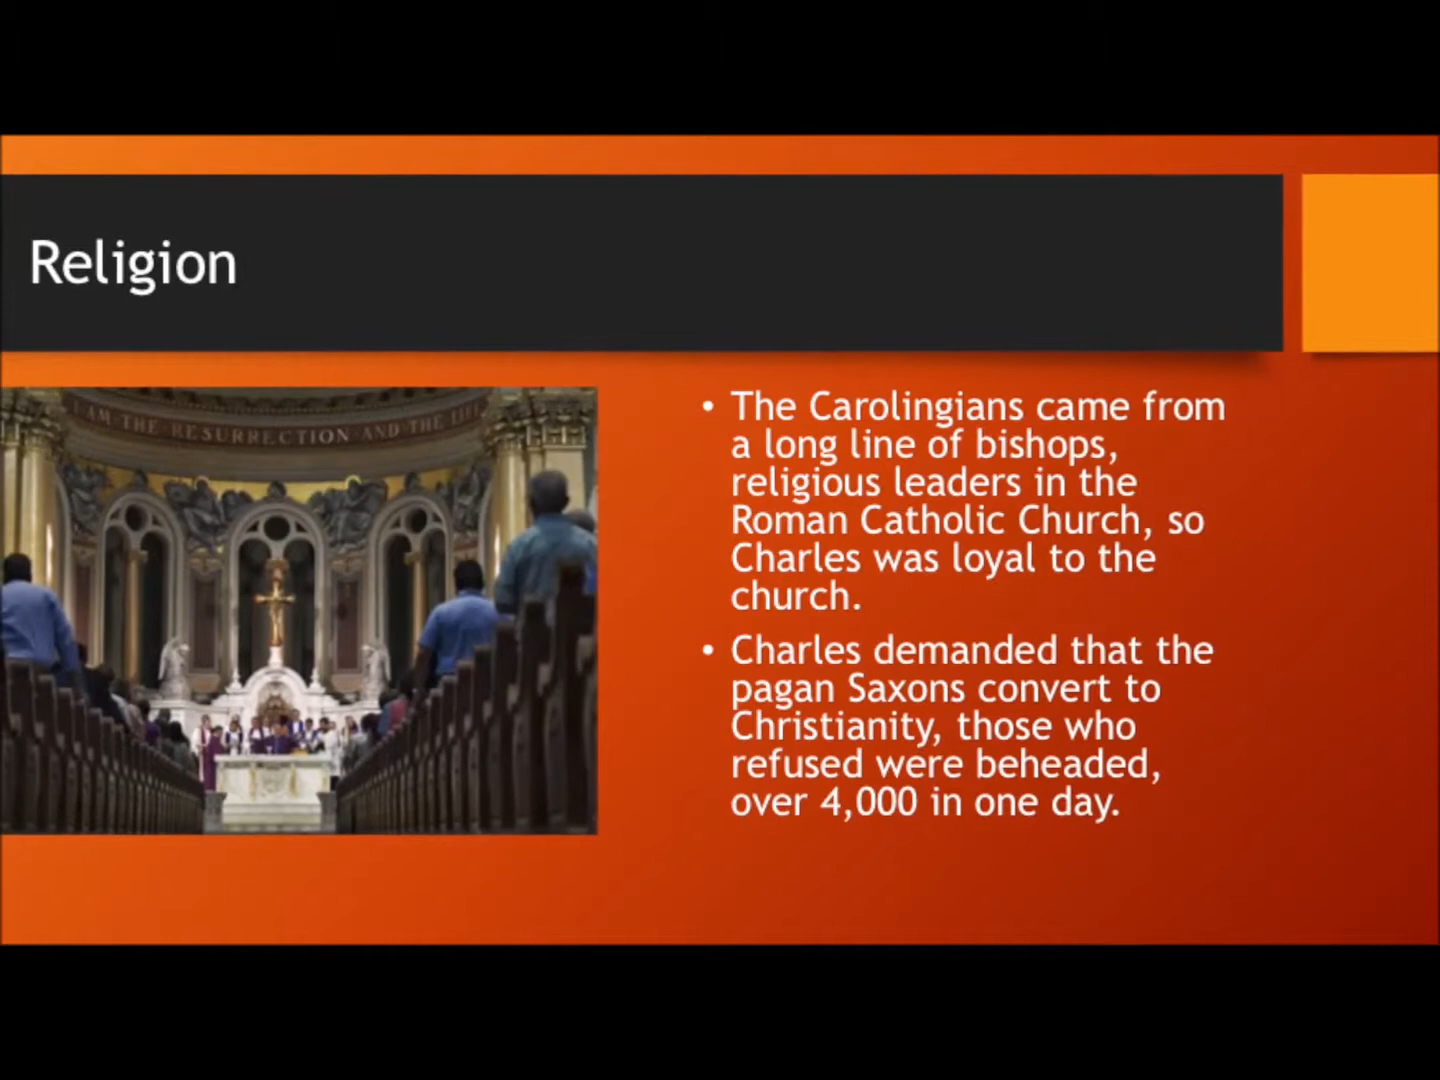 Religion
I AM THE RESURRECTION AND THE LIFE
• The Carolingians came from
a long line of bishops,
religious leaders in the
Roman Catholic Church, so
Charles was loyal to the
church.
• Charles demanded that the
pagan Saxons convert to
Christianity, those who
refused were beheaded,
over 4,000 in one day.